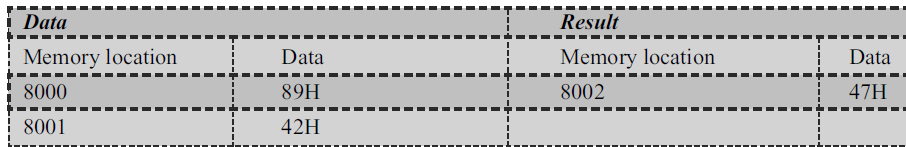 Data Result
Memory location Data Memory location Data
8000 89H 8002 47H
8001 42H